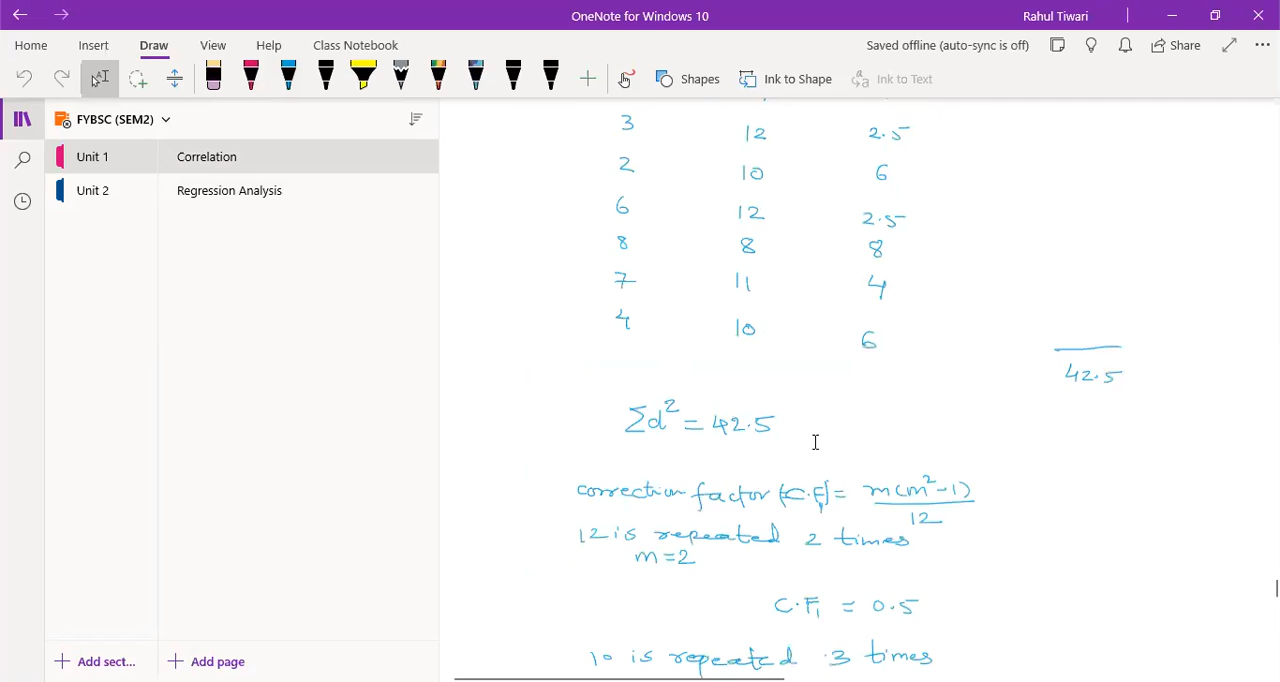 OneNote for Windows 10
Rahul Tiwari
Home Insert Draw View Help Class Notebook
Saved offline (auto-sync is off)
Share
Shapes
Ink to Shape
Ink to Text
FYBSC (SEM2)
Unit 1 Correlation
Unit 2 Regression Analysis
3 12 2.5
2 10 6
6 12 2.5
8 8 8
7 11 4
4 10 6
42.5
Σd² = 42.5
correction factor (C.F) = m(m²-1)/12
12 is repeated 2 times
m=2
C.F₁ = 0.5
10 is repeated 3 times
Add sect...
Add page